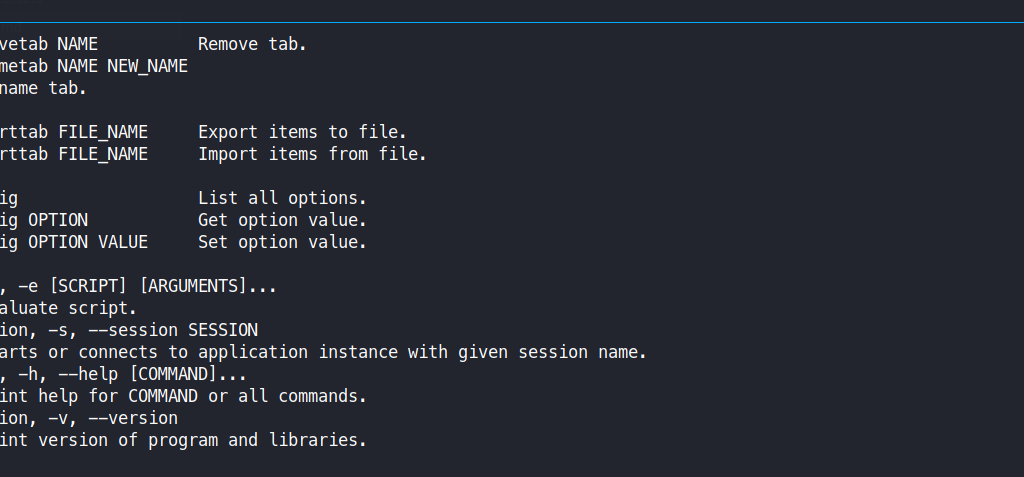 vetab NAME          Remove tab.
metab NAME NEW_NAME
name tab.
rttab FILE_NAME     Export items to file.
rttab FILE_NAME     Import items from file.
ig                  List all options.
ig OPTION           Get option value.
ig OPTION VALUE     Set option value.
, -e [SCRIPT] [ARGUMENTS]...
aluate script.
ion, -s, --session SESSION
arts or connects to application instance with given session name.
, -h, --help [COMMAND]...
int help for COMMAND or all commands.
ion, -v, --version
int version of program and libraries.